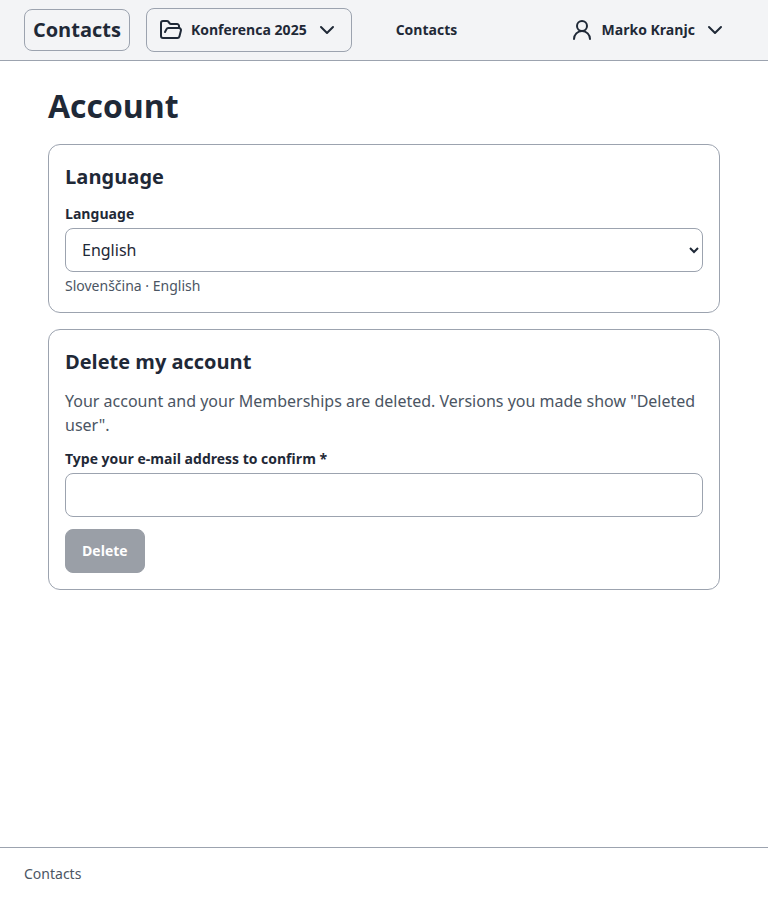 Contacts
Konferenca 2025
Contacts
Marko Kranjc
Account
Language
Language
English
Slovenščina · English
Delete my account
Your account and your Memberships are deleted. Versions you made show "Deleted
user".
Type your e-mail address to confirm *
Delete
Contacts